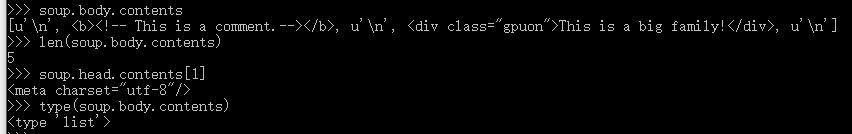 >>> soup.body.contents
[u'\n', <b><!-- This is a comment.--></b>, u'\n', <div class="gpuon">This is a big family!</div>, u'\n']
>>> len(soup.body.contents)
5
>>> soup.head.contents[1]
<meta charset="utf-8"/>
>>> type(soup.body.contents)
<type 'list'>